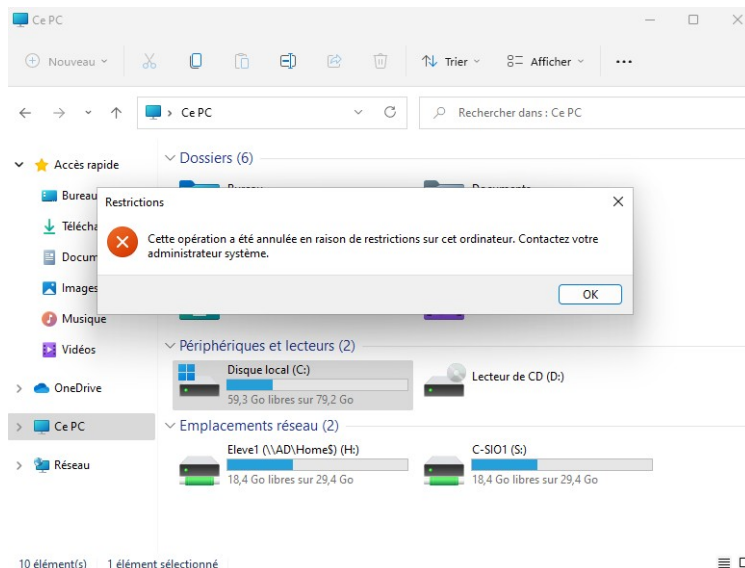 Ce PC
Nouveau
Trier
Afficher
Ce PC
Rechercher dans : Ce PC
Accès rapide
Dossiers (6)
Bureau
Bureau
Documents
Restrictions
Cette opération a été annulée en raison de restrictions sur cet ordinateur. Contactez votre
administrateur système.
OK
Images
Musique
Vidéos
Périphériques et lecteurs (2)
Disque local (C:)
59,3 Go libres sur 79,2 Go
Lecteur de CD (D:)
OneDrive
Ce PC
Emplacements réseau (2)
Eleve1 (\\AD\Home$) (H:)
18,4 Go libres sur 29,4 Go
C-SIO1 (S:)
18,4 Go libres sur 29,4 Go
Réseau
10 élément(s) 1 élément sélectionné